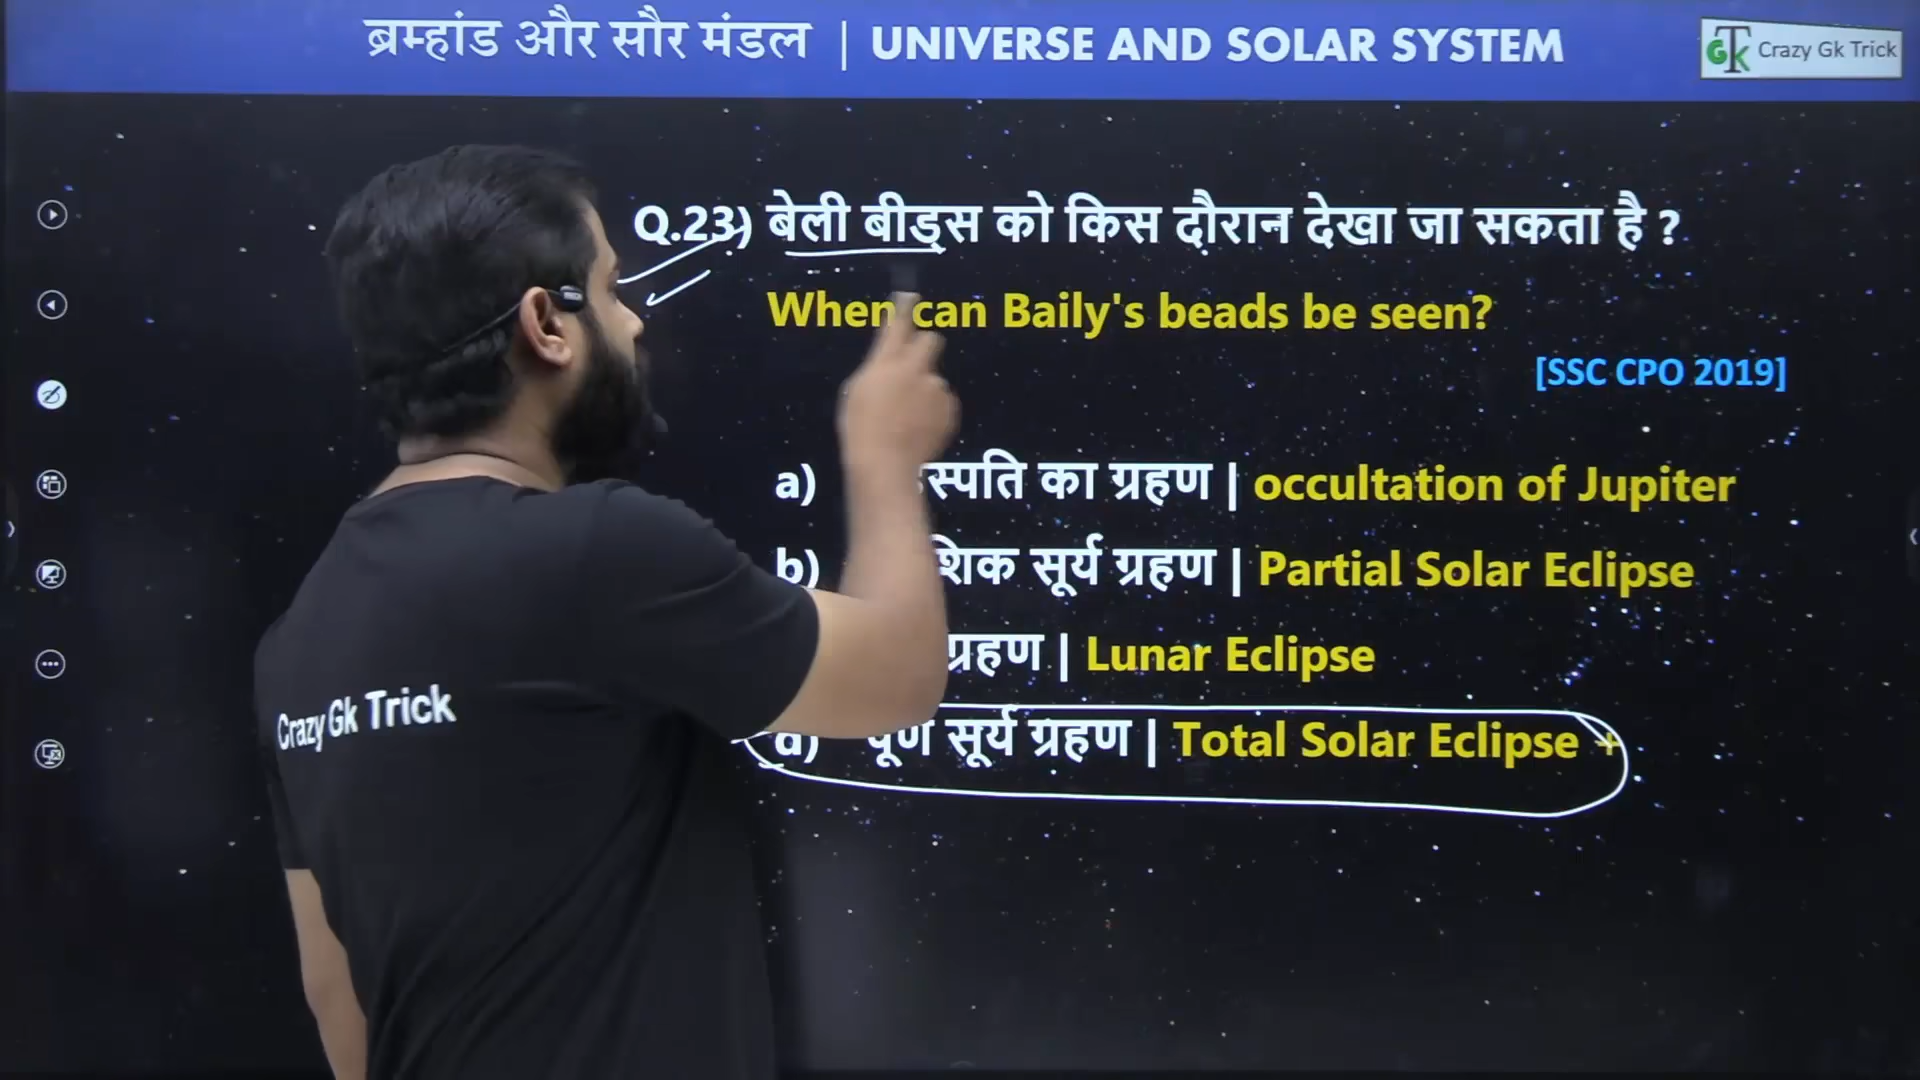 ब्रम्हांड और सौर मंडल | UNIVERSE AND SOLAR SYSTEM
GTK Crazy Gk Trick
Q.23) बेली बीड्स को किस दौरान देखा जा सकता है ?
When can Baily's beads be seen?
[SSC CPO 2019]
a) का ग्रहण | occultation of Jupiter
b) सूर्य ग्रहण | Partial Solar Eclipse
ग्रहण | Lunar Eclipse
d) पूर्ण सूर्य ग्रहण | Total Solar Eclipse +
Crazy Gk Trick